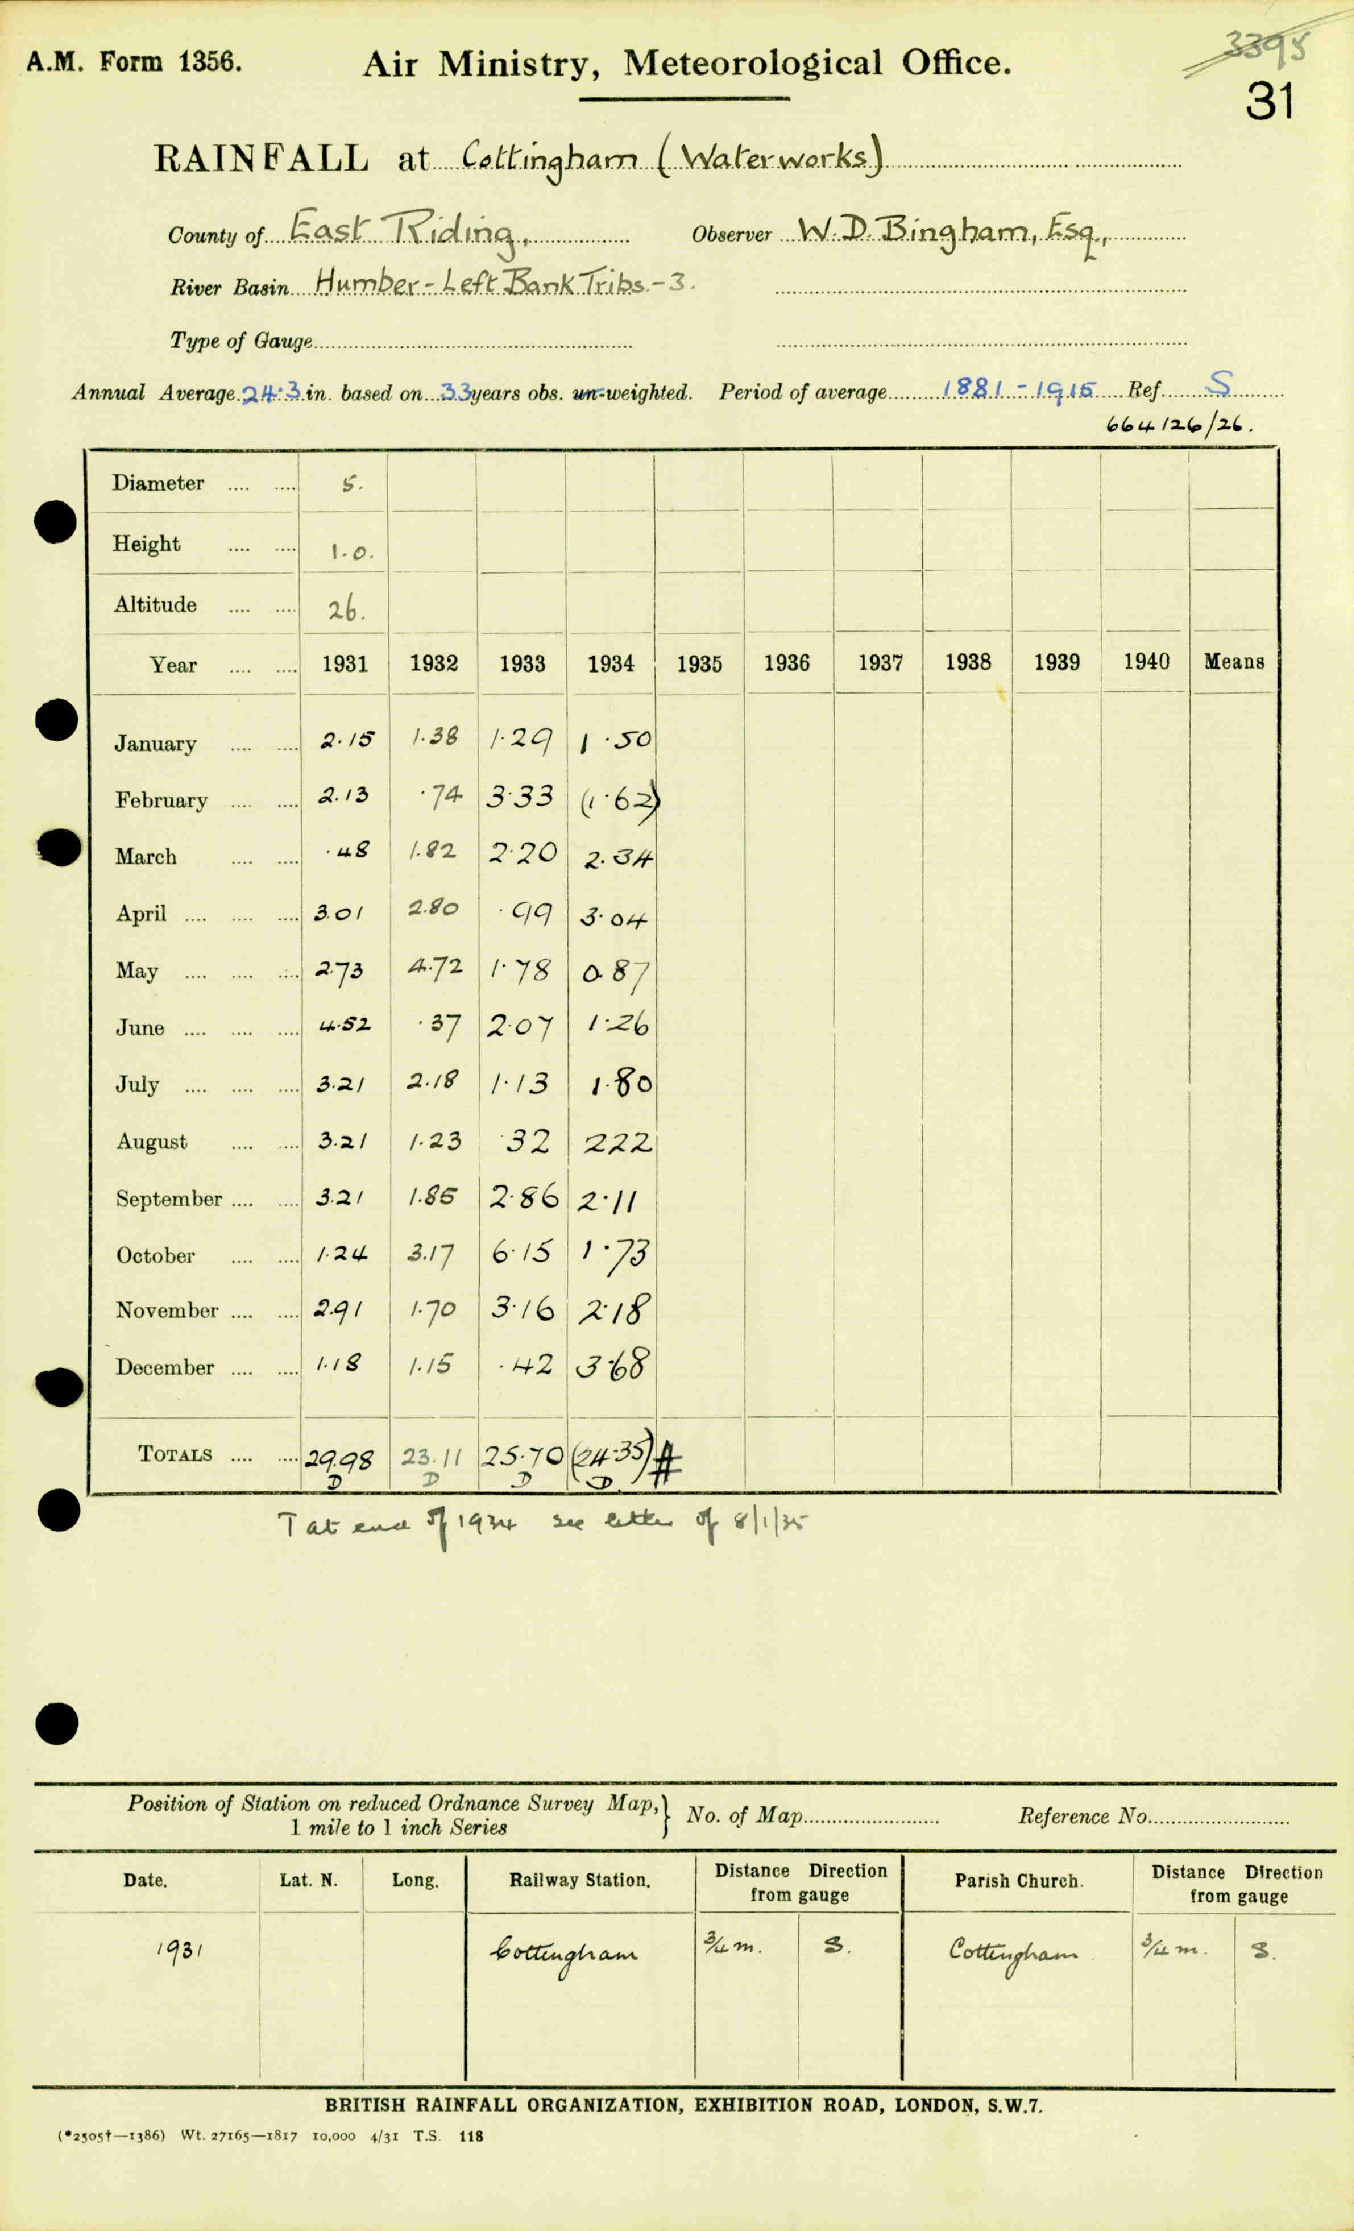 3395
A.M. Form 1356. Air Ministry, Meteorological Office.
31
RAINFALL at Cottingham (Waterworks)
County of East Riding, Observer W.D. Bingham, Esq.,
River Basin Humber-Left Bank Tribs.-3.
Type of Gauge
Annual Average 24.3 in. based on 33 years obs. un-weighted. Period of average 1881-1915 Ref. S
664126/26.
Diameter 5.
Height 1.0.
Altitude 26.
Year 1931 1932 1933 1934 1935 1936 1937 1938 1939 1940 Means
January 2.15 1.38 1.29 1.50
February 2.13 .74 3.33 (1.62)
March .48 1.82 2.20 2.34
April 3.01 2.80 .99 3.04
May 2.73 4.72 1.78 0.87
June 4.52 .37 2.07 1.26
July 3.21 2.18 1.13 1.80
August 3.21 1.23 .32 222
September 3.21 1.85 2.86 2.11
October 1.24 3.17 6.15 1.73
November 2.91 1.70 3.16 2.18
December 1.18 1.15 .42 3.68
TOTALS 29.98 23.11 25.70 (24.35) #
D D D D
T at end of 1934 see letter of 8/1/35
Position of Station on reduced Ordnance Survey Map, } No. of Map Reference No.
1 mile to 1 inch Series
Date. Lat. N. Long. Railway Station. Distance Direction Parish Church. Distance Direction
from gauge from gauge
1931 Cottingham 3/4 m. S. Cottingham 3/4 m. S.
BRITISH RAINFALL ORGANIZATION, EXHIBITION ROAD, LONDON, S.W.7.
(*2505†—1386) Wt. 27165—1817 10,000 4/31 T.S. 118